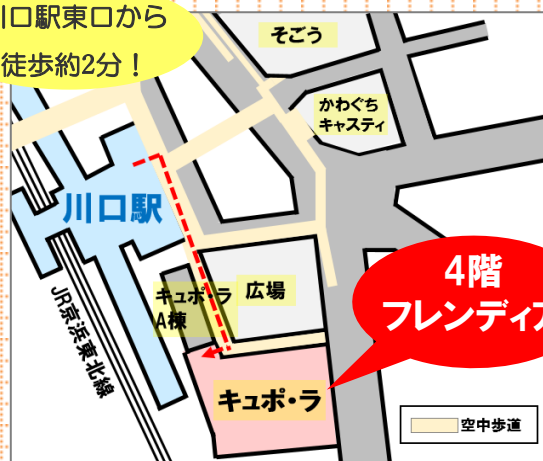 川口駅東口から
徒歩約2分！
そごう
かわぐち
キャスティ
川口駅
キュポ・ラ
A棟
広場
JR京浜東北線
4階
フレンディア
キュポ・ラ
空中歩道